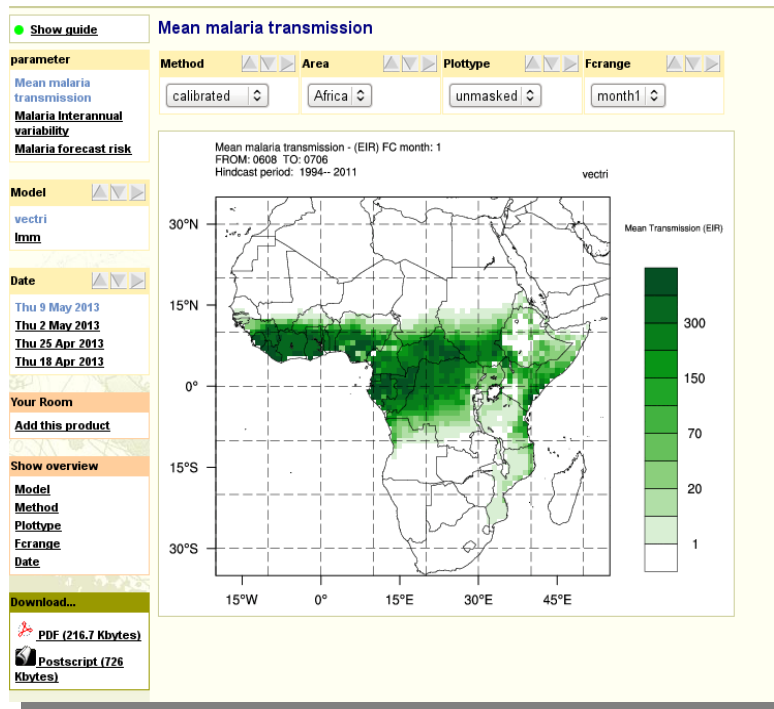 Show guide
parameter
Mean malaria
transmission
Malaria Interannual
variability
Malaria forecast risk
Model
vectri
lmm
Date
Thu 9 May 2013
Thu 2 May 2013
Thu 25 Apr 2013
Thu 18 Apr 2013
Your Room
Add this product
Show overview
Model
Method
Plottype
Fcrange
Date
Download...
PDF (216.7 Kbytes)
Postscript (726
Kbytes)
Mean malaria transmission
Method Area Plottype Fcrange
calibrated Africa unmasked month1
Mean malaria transmission - (EIR) FC month: 1
FROM: 0608 TO: 0706
Hindcast period: 1994-- 2011
vectri
30°N
15°N
0°
15°S
30°S
15°W 0° 15°E 30°E 45°E
Mean Transmission (EIR)
300
150
70
20
1